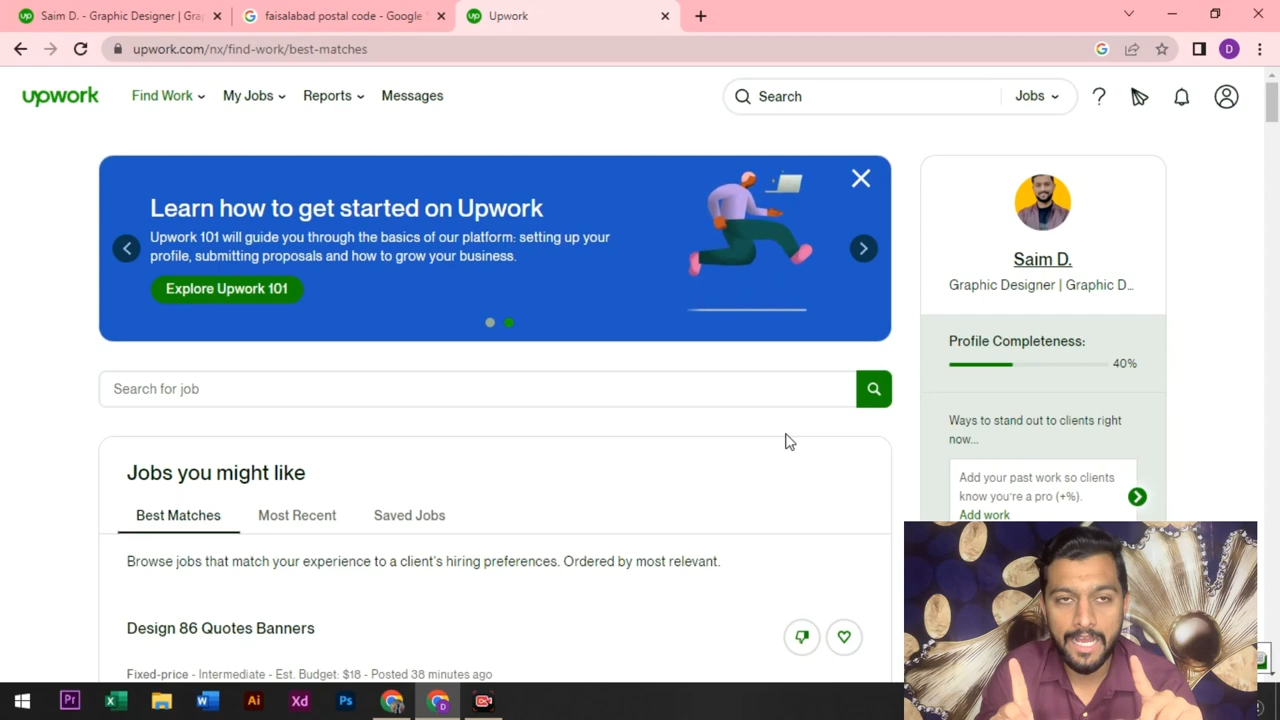 Saim D. - Graphic Designer | Gra
faisalabad postal code - Google
Upwork
upwork.com/nx/find-work/best-matches
D
upwork
Find Work
My Jobs
Reports
Messages
Search
Jobs
Learn how to get started on Upwork
Upwork 101 will guide you through the basics of our platform: setting up your
profile, submitting proposals and how to grow your business.
Explore Upwork 101
Saim D.
Graphic Designer | Graphic D...
Profile Completeness:
40%
Search for job
Ways to stand out to clients right
now...
Add your past work so clients
know you're a pro (+%).
Add work
Jobs you might like
Best Matches
Most Recent
Saved Jobs
Browse jobs that match your experience to a client's hiring preferences. Ordered by most relevant.
Design 86 Quotes Banners
Fixed-price - Intermediate - Est. Budget: $18 - Posted 38 minutes ago
Pr
Ai
Xd
Ps